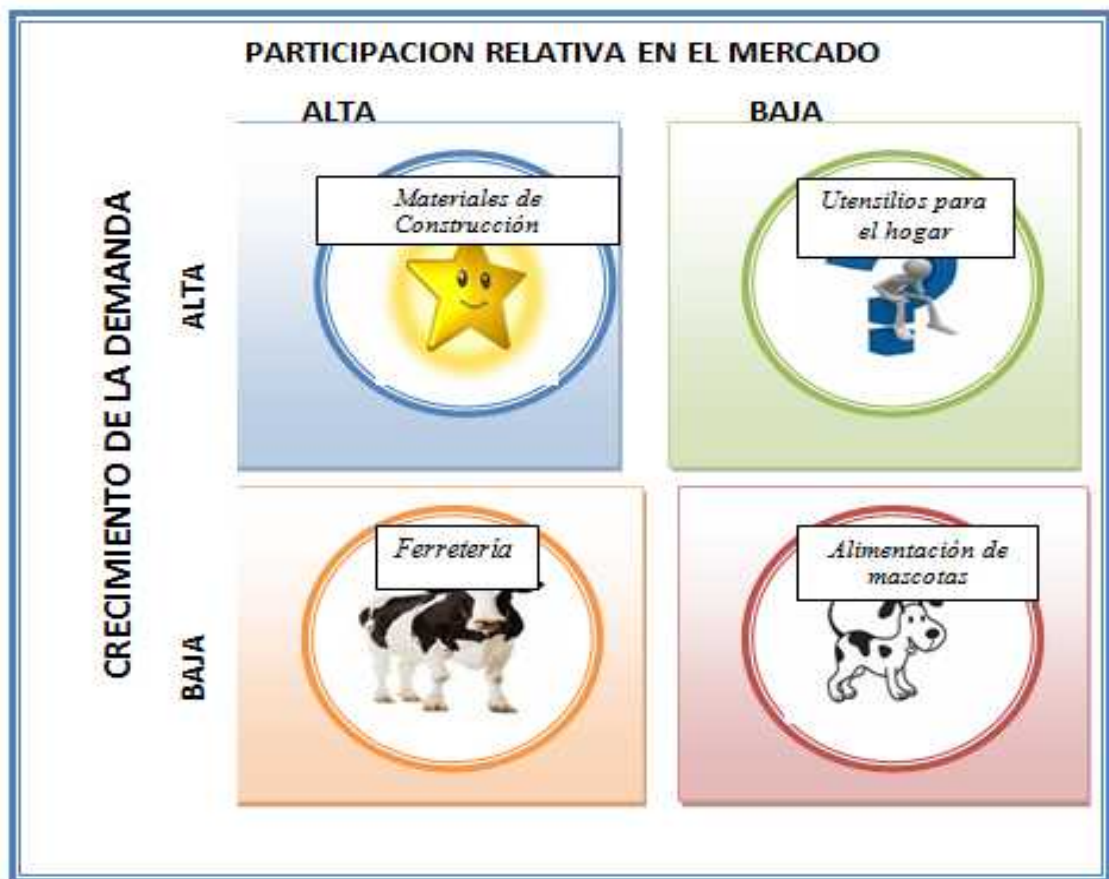 PARTICIPACION RELATIVA EN EL MERCADO
ALTA
BAJA
CRECIMIENTO DE LA DEMANDA
ALTA
Materiales de
Construcción
Utensilios para
el hogar
BAJA
Ferretería
Alimentación de
mascotas